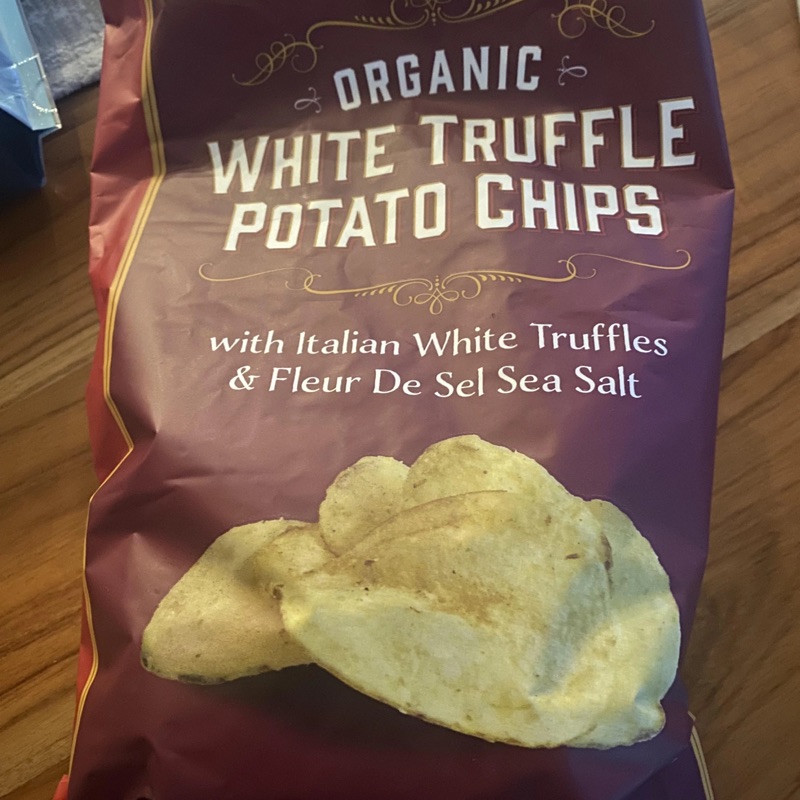 ORGANIC
WHITE TRUFFLE
POTATO CHIPS
with Italian White Truffles
& Fleur De Sel Sea Salt